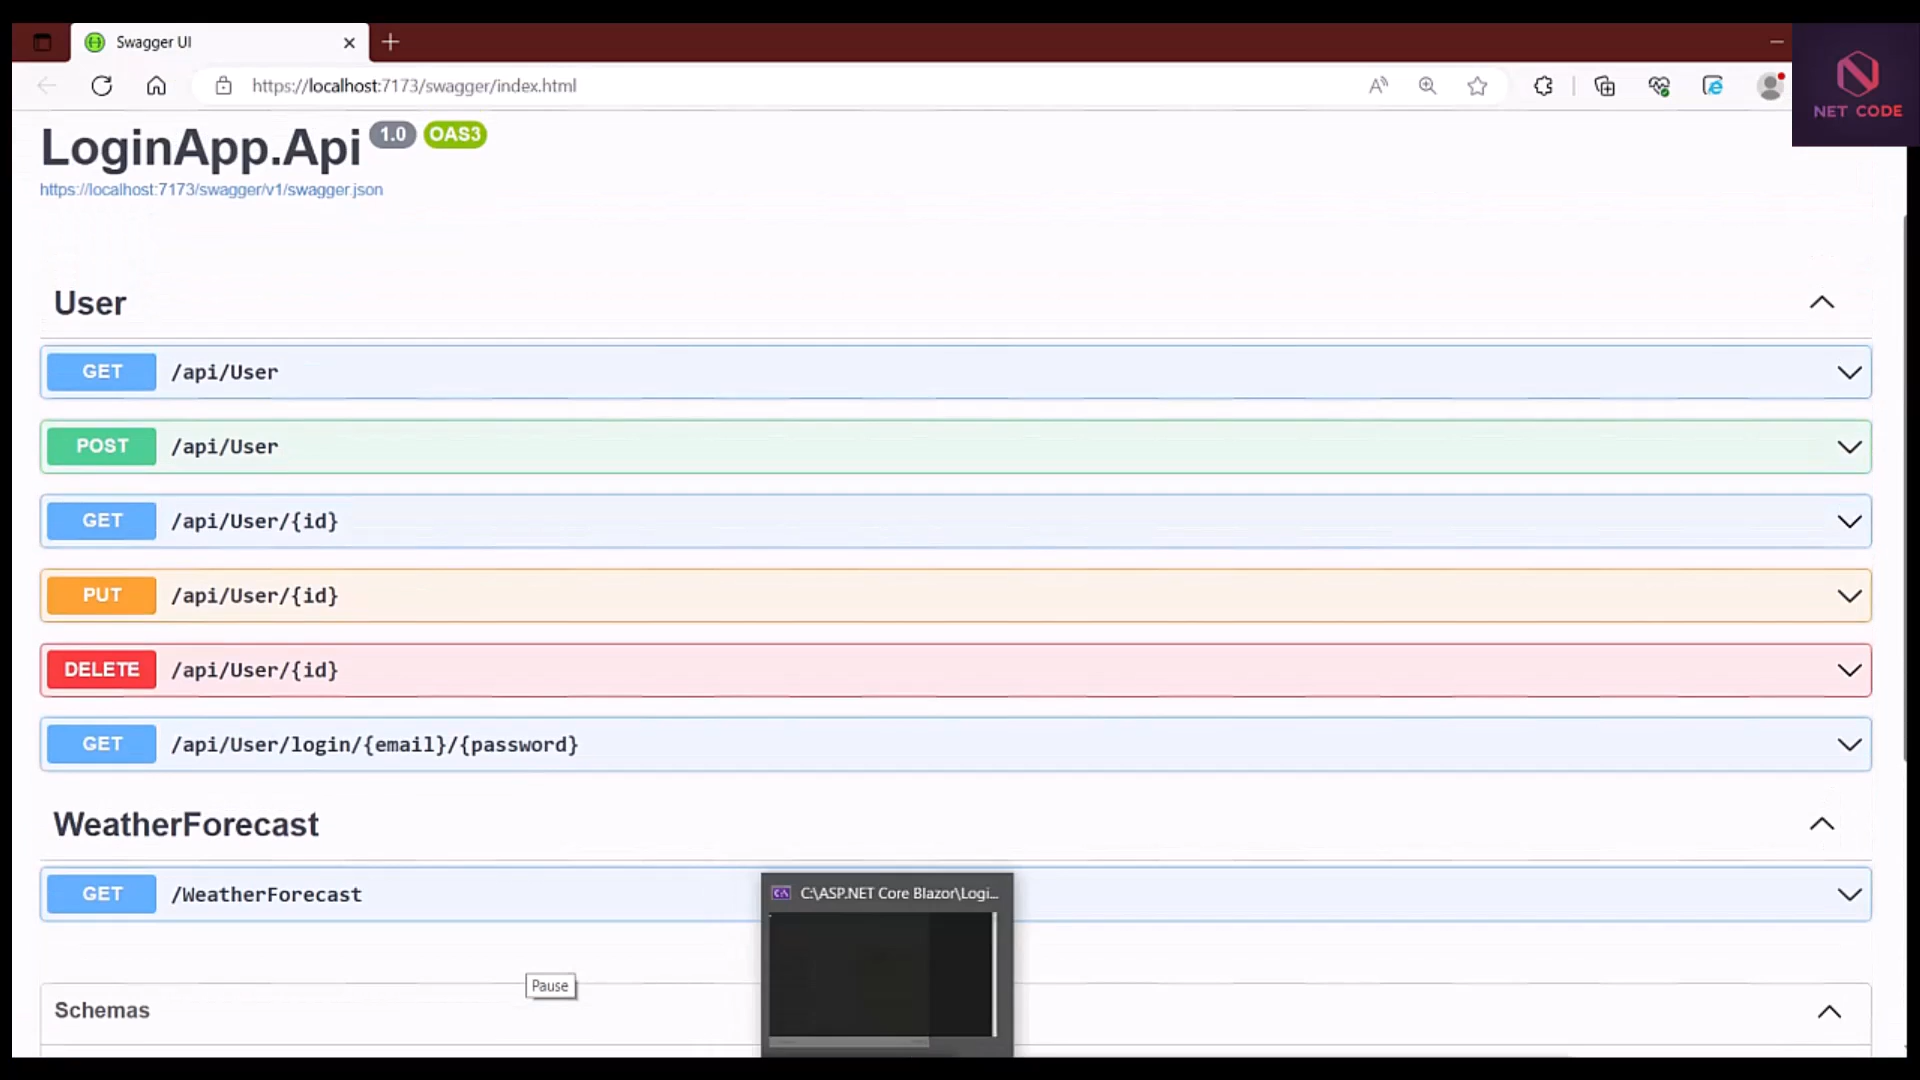 Swagger UI
https://localhost:7173/swagger/index.html
NET CODE
LoginApp.Api 1.0 OAS3
https://localhost:7173/swagger/v1/swagger.json
User
GET /api/User
POST /api/User
GET /api/User/{id}
PUT /api/User/{id}
DELETE /api/User/{id}
GET /api/User/login/{email}/{password}
WeatherForecast
GET /WeatherForecast
C:\ASP.NET Core Blazor\Logi...
Pause
Schemas